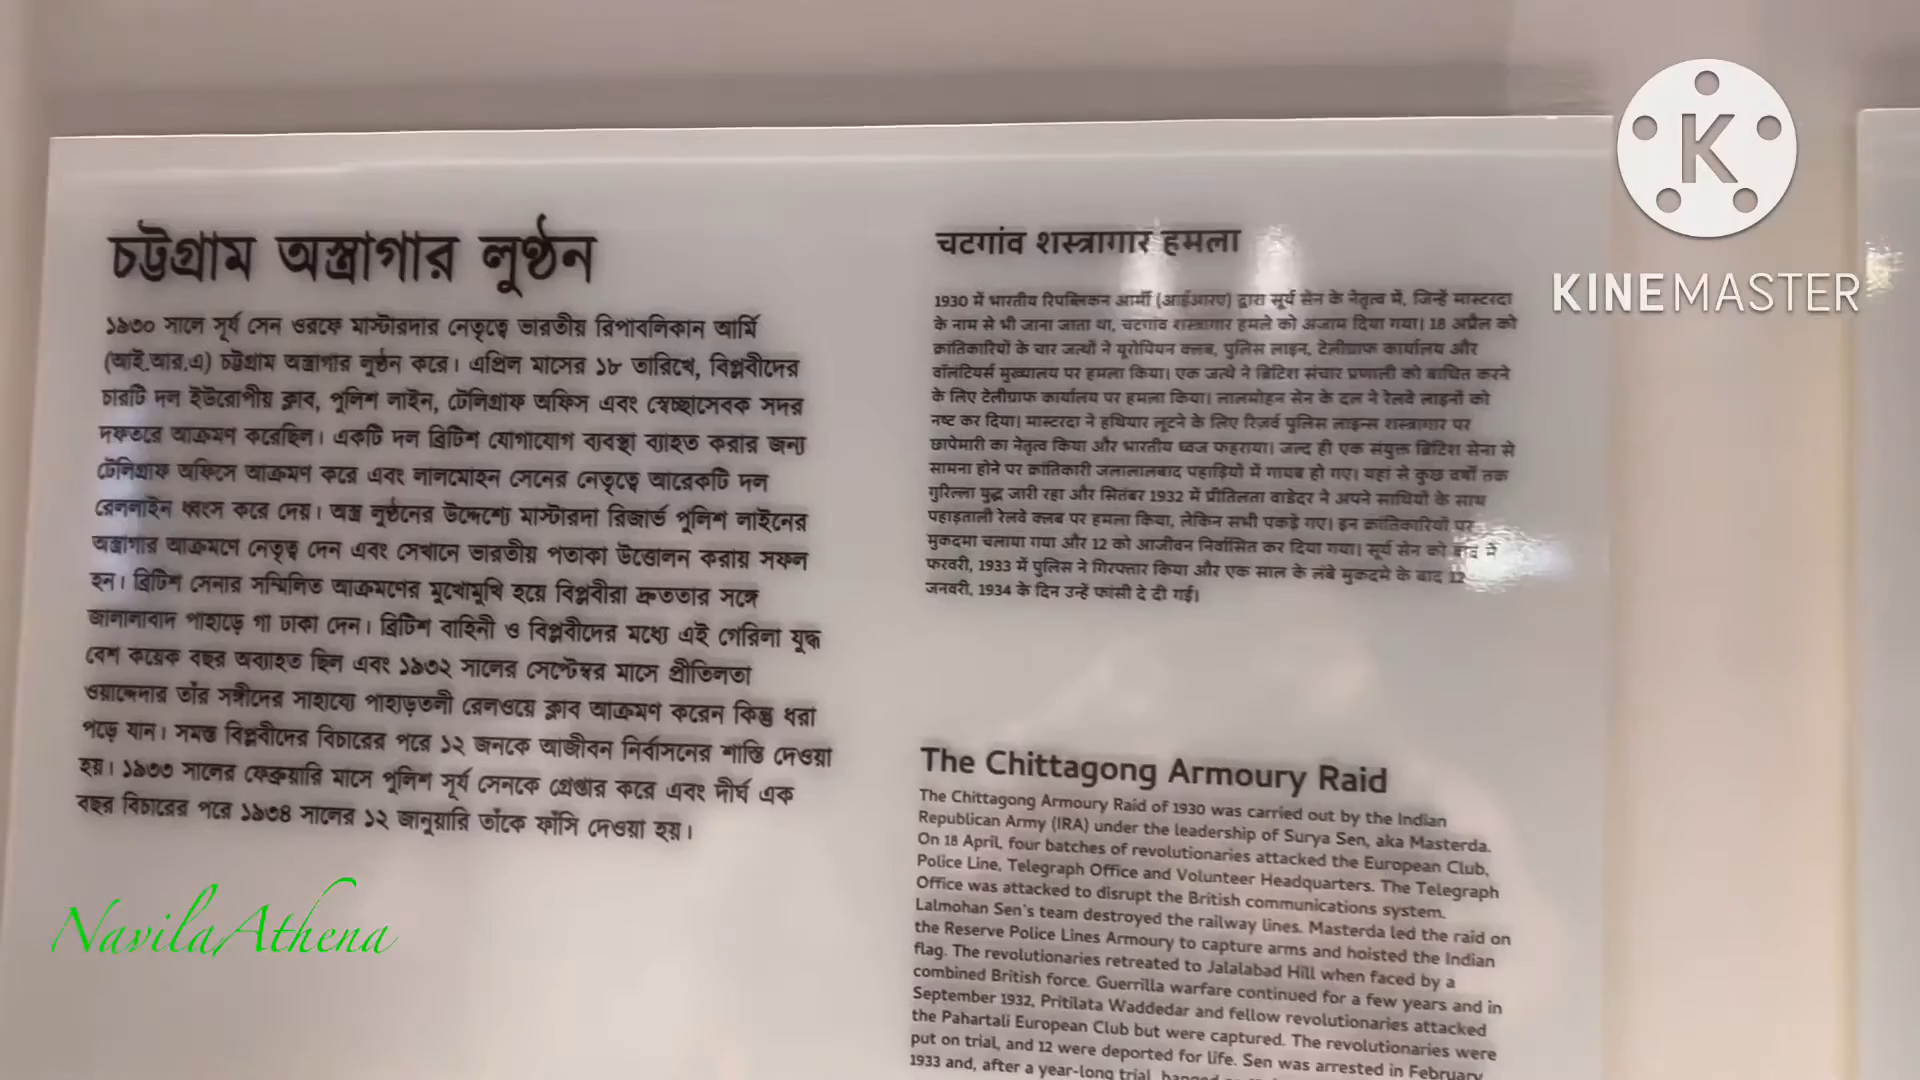 চট্টগ্রাম অস্ত্রাগার লুণ্ঠন
১৯৩০ সালে সূর্য সেন ওরফে মাস্টারদার নেতৃত্বে ভারতীয় রিপাবলিকান আর্মি
(আই.আর.এ) চট্টগ্রাম অস্ত্রাগার লুণ্ঠন করে। এপ্রিল মাসের ১৮ তারিখে, বিপ্লবীদের
চারটি দল ইউরোপীয় ক্লাব, পুলিশ লাইন, টেলিগ্রাফ অফিস এবং স্বেচ্ছাসেবক সদর
দফতরে আক্রমণ করেছিল। একটি দল ব্রিটিশ যোগাযোগ ব্যবস্থা ব্যাহত করার জন্য
টেলিগ্রাফ অফিসে আক্রমণ করে এবং লালমোহন সেনের নেতৃত্বে আরেকটি দল
রেললাইন ধ্বংস করে দেয়। অস্ত্র লুণ্ঠনের উদ্দেশ্যে মাস্টারদা রিজার্ভ পুলিশ লাইনের
অস্ত্রাগার আক্রমণে নেতৃত্ব দেন এবং সেখানে ভারতীয় পতাকা উত্তোলন করায় সফল
হন। ব্রিটিশ সেনার সম্মিলিত আক্রমণের মুখোমুখি হয়ে বিপ্লবীরা দ্রুততার সঙ্গে
জালালাবাদ পাহাড়ে গা ঢাকা দেন। ব্রিটিশ বাহিনী ও বিপ্লবীদের মধ্যে এই গেরিলা যুদ্ধ
বেশ কয়েক বছর অব্যাহত ছিল এবং ১৯৩২ সালের সেপ্টেম্বর মাসে প্রীতিলতা
ওয়াদ্দেদার তাঁর সঙ্গীদের সাহায্যে পাহাড়তলী রেলওয়ে ক্লাব আক্রমণ করেন কিন্তু ধরা
পড়ে যান। সমস্ত বিপ্লবীদের বিচারের পরে ১২ জনকে আজীবন নির্বাসনের শাস্তি দেওয়া
হয়। ১৯৩৩ সালের ফেব্রুয়ারি মাসে পুলিশ সূর্য সেনকে গ্রেপ্তার করে এবং দীর্ঘ এক
বছর বিচারের পরে ১৯৩৪ সালের ১২ জানুয়ারি তাঁকে ফাঁসি দেওয়া হয়।
चटगांव शस्त्रागार हमला
1930 में भारतीय रिपब्लिकन आर्मी (आईआरए) द्वारा सूर्य सेन के नेतृत्व में, जिन्हें मास्टरदा
के नाम से भी जाना जाता था, चटगांव शस्त्रागार हमले को अंजाम दिया गया। 18 अप्रैल को
क्रांतिकारियों के चार जत्थों ने यूरोपियन क्लब, पुलिस लाइन, टेलीग्राफ कार्यालय और
वॉलंटियर्स मुख्यालय पर हमला किया। एक जत्थे ने ब्रिटिश संचार प्रणाली को बाधित करने
के लिए टेलीग्राफ कार्यालय पर हमला किया। लालमोहन सेन के दल ने रेलवे लाइनों को
नष्ट कर दिया। मास्टरदा ने हथियार लूटने के लिए रिज़र्व पुलिस लाइन्स शस्त्रागार पर
छापेमारी का नेतृत्व किया और भारतीय ध्वज फहराया। जल्द ही एक संयुक्त ब्रिटिश सेना से
सामना होने पर क्रांतिकारी जलालाबाद पहाड़ियों में गायब हो गए। यहां से कुछ वर्षों तक
गुरिल्ला युद्ध जारी रहा और सितंबर 1932 में प्रीतिलता वाडेदर ने अपने साथियों के साथ
पहाड़ताली रेलवे क्लब पर हमला किया, लेकिन सभी पकड़े गए। इन क्रांतिकारियों पर
मुकदमा चलाया गया और 12 को आजीवन निर्वासित कर दिया गया। सूर्य सेन को बाद में
फरवरी, 1933 में पुलिस ने गिरफ्तार किया और एक साल के लंबे मुकदमे के बाद 12
जनवरी, 1934 के दिन उन्हें फांसी दे दी गई।
The Chittagong Armoury Raid
The Chittagong Armoury Raid of 1930 was carried out by the Indian
Republican Army (IRA) under the leadership of Surya Sen, aka Masterda.
On 18 April, four batches of revolutionaries attacked the European Club,
Police Line, Telegraph Office and Volunteer Headquarters. The Telegraph
Office was attacked to disrupt the British communications system.
Lalmohan Sen's team destroyed the railway lines. Masterda led the raid on
the Reserve Police Lines Armoury to capture arms and hoisted the Indian
flag. The revolutionaries retreated to Jalalabad Hill when faced by a
combined British force. Guerrilla warfare continued for a few years and in
September 1932, Pritilata Waddedar and fellow revolutionaries attacked
the Pahartali European Club but were captured. The revolutionaries were
put on trial, and 12 were deported for life. Sen was arrested in February
1933 and, after a year-long trial,
KINEMASTER
NavilaAthena